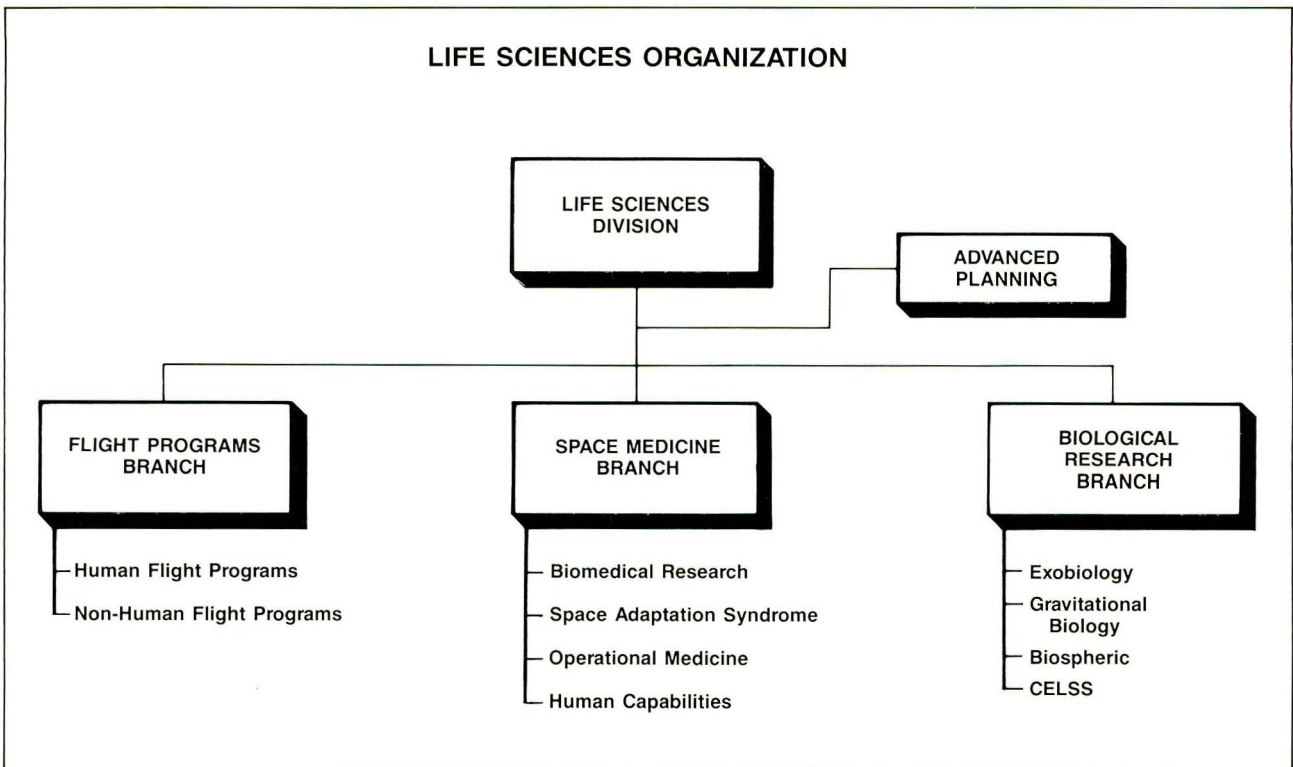 LIFE SCIENCES ORGANIZATION
LIFE SCIENCES
DIVISION
ADVANCED
PLANNING
FLIGHT PROGRAMS
BRANCH
Human Flight Programs
Non-Human Flight Programs
SPACE MEDICINE
BRANCH
Biomedical Research
Space Adaptation Syndrome
Operational Medicine
Human Capabilities
BIOLOGICAL
RESEARCH
BRANCH
Exobiology
Gravitational
Biology
Biospheric
CELSS